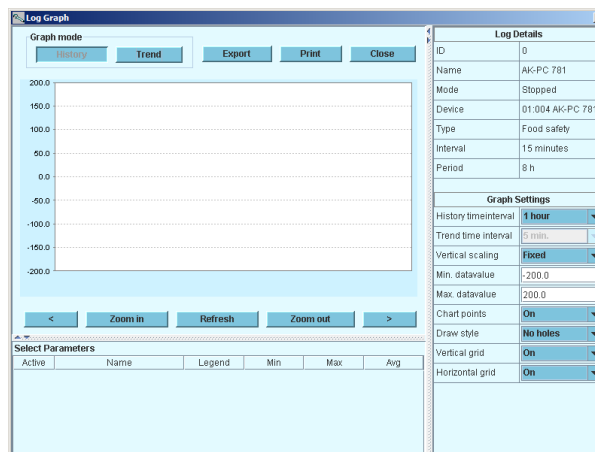 Log Graph
Graph mode
History Trend Export Print Close
200.0
150.0
100.0
50.0
0.0
-50.0
-100.0
-150.0
-200.0
< Zoom in Refresh Zoom out >
Select Parameters
Active Name Legend Min Max Avg
Log Details
ID 0
Name AK-PC 781
Mode Stopped
Device 01:004 AK-PC 781
Type Food safety
Interval 15 minutes
Period 8 h
Graph Settings
History timeinterval 1 hour
Trend time interval 5 min.
Vertical scaling Fixed
Min. datavalue -200.0
Max. datavalue 200.0
Chart points On
Draw style No holes
Vertical grid On
Horizontal grid On